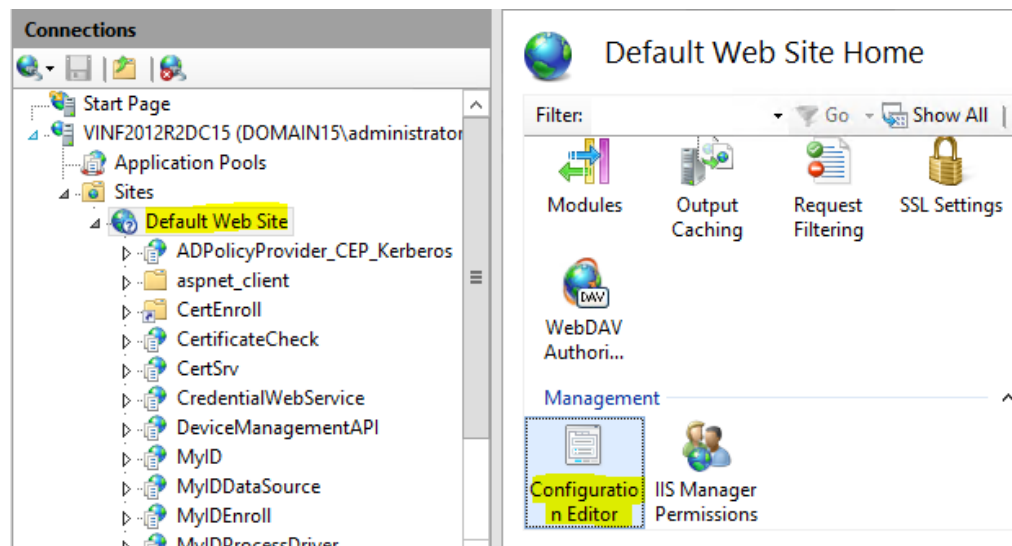 Connections
Start Page
VINF2012R2DC15 (DOMAIN15\administrator
Application Pools
Sites
Default Web Site
ADPolicyProvider_CEP_Kerberos
aspnet_client
CertEnroll
CertificateCheck
CertSrv
CredentialWebService
DeviceManagementAPI
MyID
MyIDDataSource
MyIDEnroll
MyIDProcessDriver
Default Web Site Home
Filter: Go Show All
Modules Output Request SSL Settings
Caching Filtering
DAV
WebDAV
Authori...
Management
Configuratio IIS Manager
n Editor Permissions